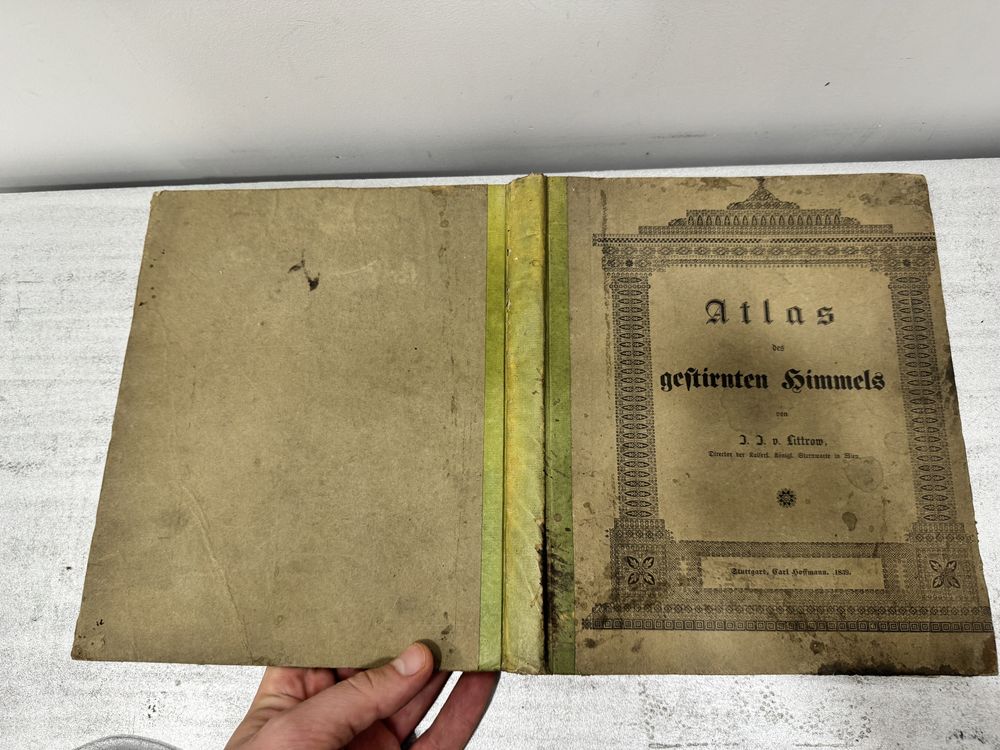 Atlas
des
gestirnten Himmels
von
J. J. v. Littrow,
Director der Kaiserl. Königl. Sternwarte in Wien.
Stuttgart, Carl Hoffmann. 1839.